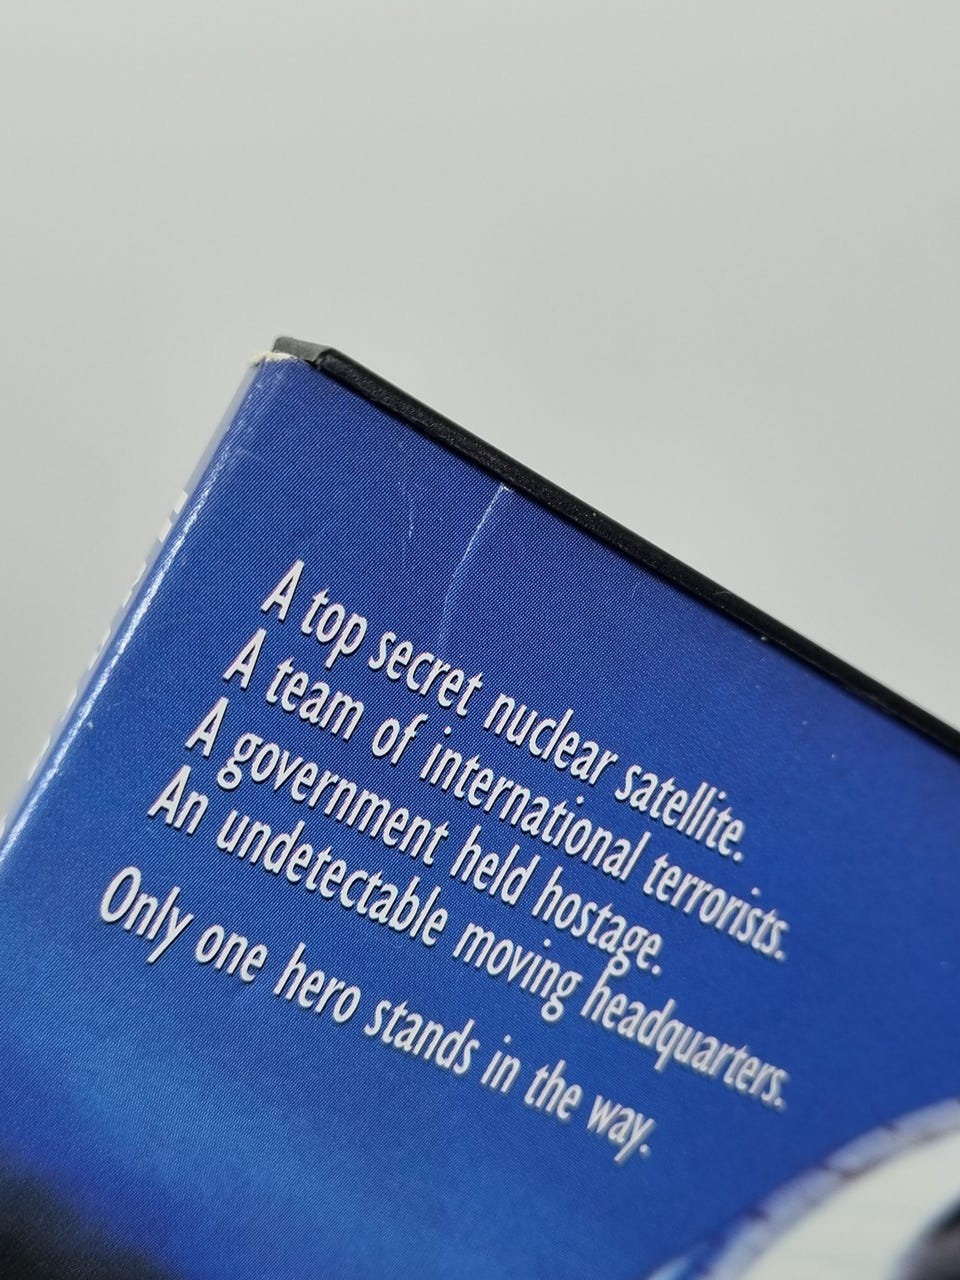 A top secret nuclear satellite.
A team of international terrorists.
A government held hostage.
An undetectable moving headquarters.
Only one hero stands in the way.